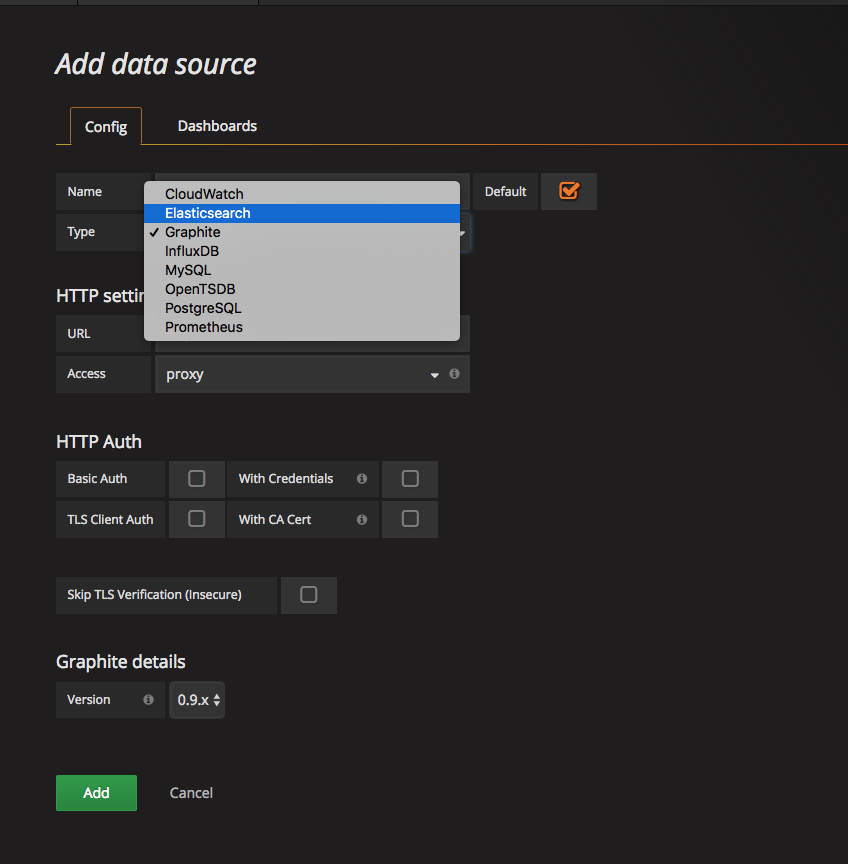 Add data source
Config Dashboards
Name Default
Type
CloudWatch
Elasticsearch
✓ Graphite
InfluxDB
MySQL
OpenTSDB
PostgreSQL
Prometheus
HTTP
URL
Access proxy
HTTP Auth
Basic Auth With Credentials
TLS Client Auth With CA Cert
Skip TLS Verification (Insecure)
Graphite details
Version 0.9.x
Add Cancel